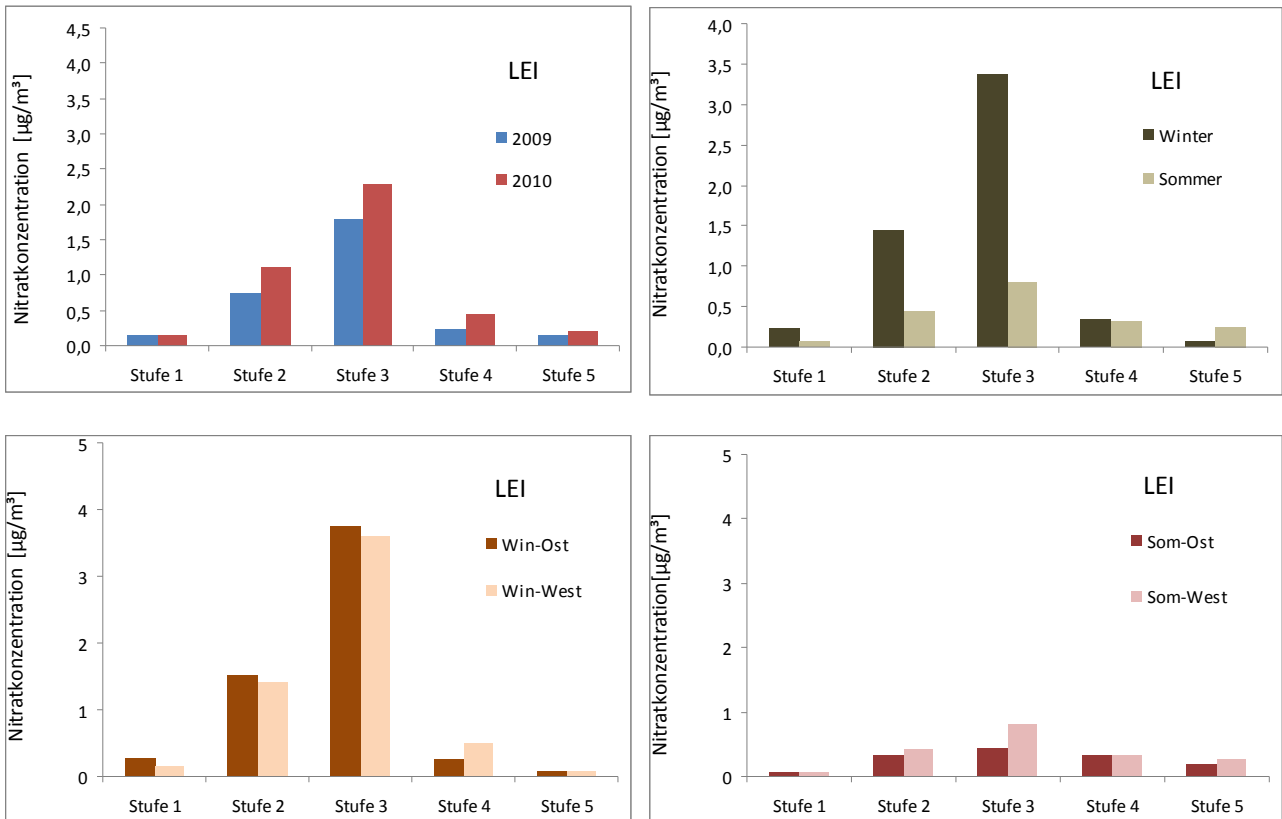 4,5
4,0
3,5
3,0
2,5
2,0
1,5
1,0
0,5
0,0
Nitratkonzentration [µg/m³]
LEI
2009
2010
Stufe 1 Stufe 2 Stufe 3 Stufe 4 Stufe 5
4,0
3,5
3,0
2,5
2,0
1,5
1,0
0,5
0,0
Nitratkonzentration [µg/m³]
LEI
Winter
Sommer
Stufe 1 Stufe 2 Stufe 3 Stufe 4 Stufe 5
5
4
3
2
1
0
Nitratkonzentration [µg/m³]
LEI
Win-Ost
Win-West
Stufe 1 Stufe 2 Stufe 3 Stufe 4 Stufe 5
5
4
3
2
1
0
Nitratkonzentration[µg/m³]
LEI
Som-Ost
Som-West
Stufe 1 Stufe 2 Stufe 3 Stufe 4 Stufe 5